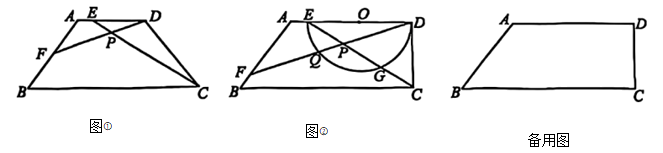 A E D
P
F
B C
图①
A E O D
P
Q
F G
B C
图②
A D
B C
备用图